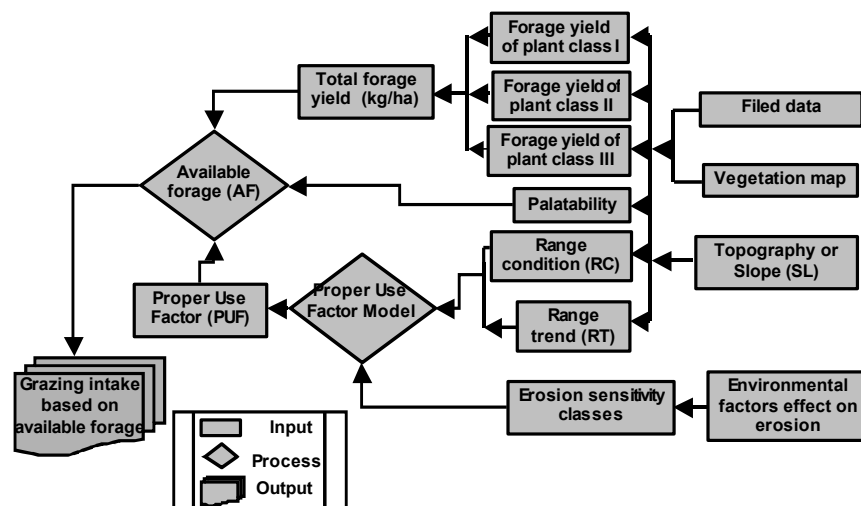 Forage yield
of plant class I
Total forage
yield (kg/ha)
Forage yield of
plant class II
Filed data
Forage yield of
plant class III
Vegetation map
Available
forage (AF)
Palatability
Range
condition (RC)
Topography or
Slope (SL)
Proper Use
Factor (PUF)
Proper Use
Factor Model
Range
trend (RT)
Grazing intake
based on
available forage
Erosion sensitivity
classes
Environmental
factors effect on
erosion
Input
Process
Output